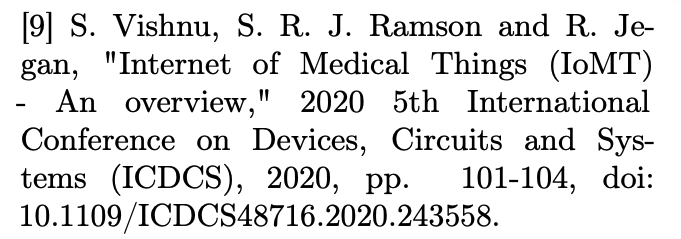 [9] S. Vishnu, S. R. J. Ramson and R. Je-
gan, "Internet of Medical Things (IoMT)
- An overview," 2020 5th International
Conference on Devices, Circuits and Sys-
tems (ICDCS), 2020, pp. 101-104, doi:
10.1109/ICDCS48716.2020.243558.